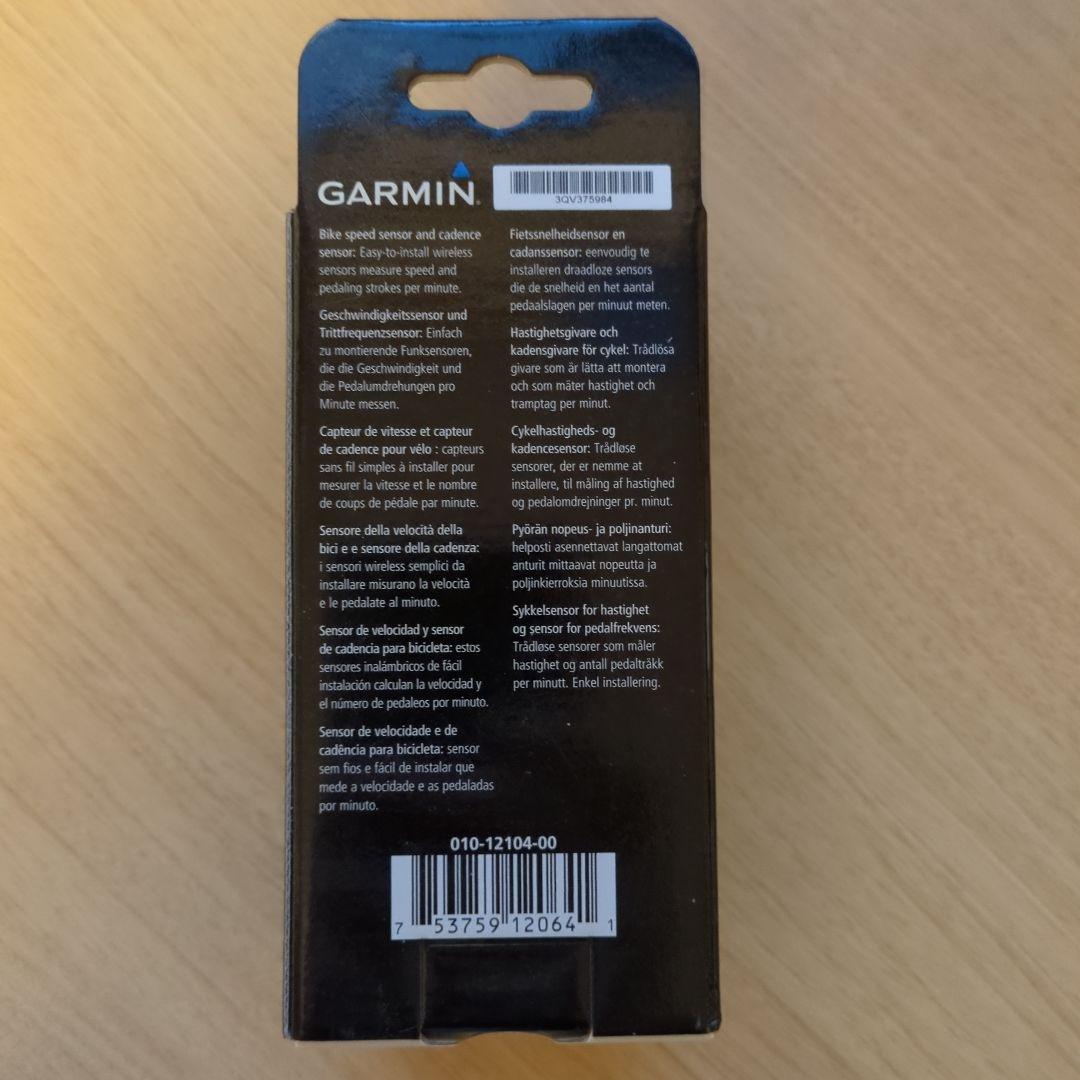 GARMIN
3QV375984
Bike speed sensor and cadence
sensor: Easy-to-install wireless
sensors measure speed and
pedaling strokes per minute.
Geschwindigkeitssensor und
Trittfrequenzsensor: Einfach
zu montierende Funksensoren,
die die Geschwindigkeit und
die Pedalumdrehungen pro
Minute messen.
Capteur de vitesse et capteur
de cadence pour vélo : capteurs
sans fil simples à installer pour
mesurer la vitesse et le nombre
de coups de pédale par minute.
Sensore della velocità della
bici e e sensore della cadenza:
i sensori wireless semplici da
installare misurano la velocità
e le pedalate al minuto.
Sensor de velocidad y sensor
de cadencia para bicicleta: estos
sensores inalámbricos de fácil
instalación calculan la velocidad y
el número de pedaleos por minuto.
Sensor de velocidade e de
cadência para bicicleta: sensor
sem fios e fácil de instalar que
mede a velocidade e as pedaladas
por minuto.
Fietssnelheidsensor en
cadanssensor: eenvoudig te
installeren draadloze sensors
die de snelheid en het aantal
pedaalslagen per minuut meten.
Hastighetsgivare och
kadensgivare för cykel: Trådlösa
givare som är lätta att montera
och som mäter hastighet och
tramptag per minut.
Cykelhastigheds- og
kadencesensor: Trådløse
sensorer, der er nemme at
installere, til måling af hastighed
og pedalomdrejninger pr. minut.
Pyörän nopeus- ja poljinanturi:
helposti asennettavat langattomat
anturit mittaavat nopeutta ja
poljinkierroksia minuutissa.
Sykkelsensor for hastighet
og sensor for pedalfrekvens:
Trådløse sensorer som måler
hastighet og antall pedaltråkk
per minutt. Enkel installering.
010-12104-00
7 53759 12064 1